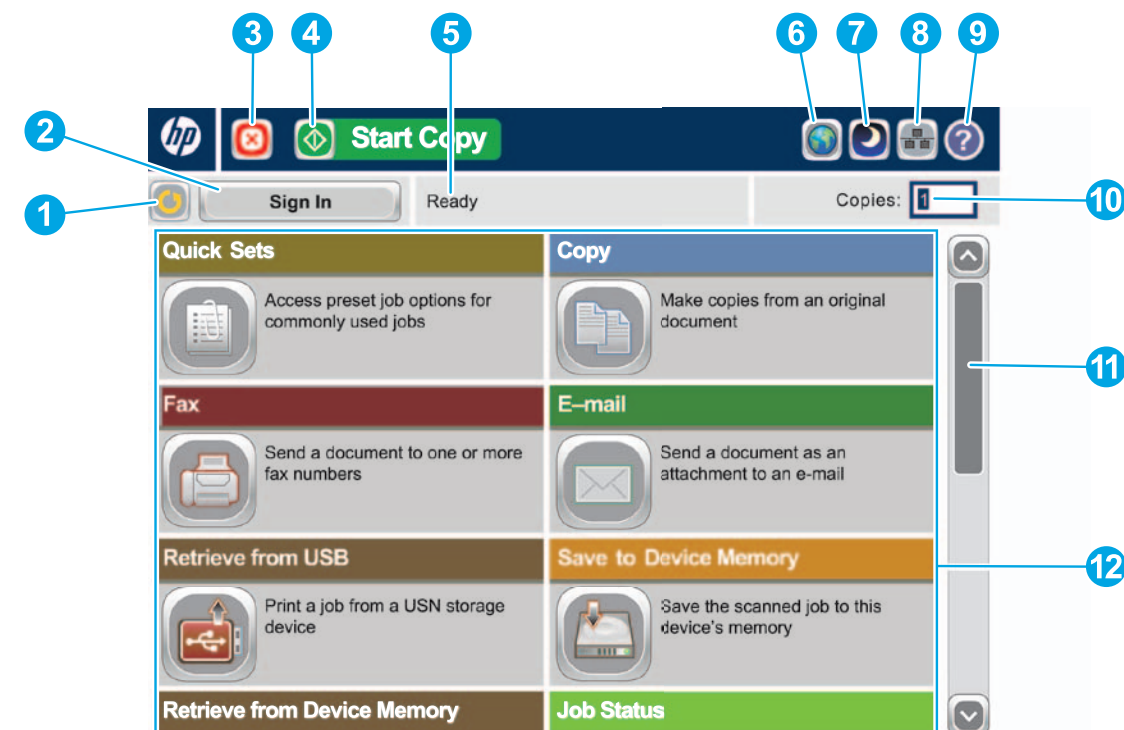 3 4 5 6 7 8 9
2
hp Start Copy ?
1 Sign In Ready Copies: 1 10
Quick Sets Copy
Access preset job options for
commonly used jobs
Make copies from an original
document
11
Fax E–mail
Send a document to one or more
fax numbers
Send a document as an
attachment to an e-mail
Retrieve from USB Save to Device Memory
12
Print a job from a USN storage
device
Save the scanned job to this
device's memory
Retrieve from Device Memory Job Status